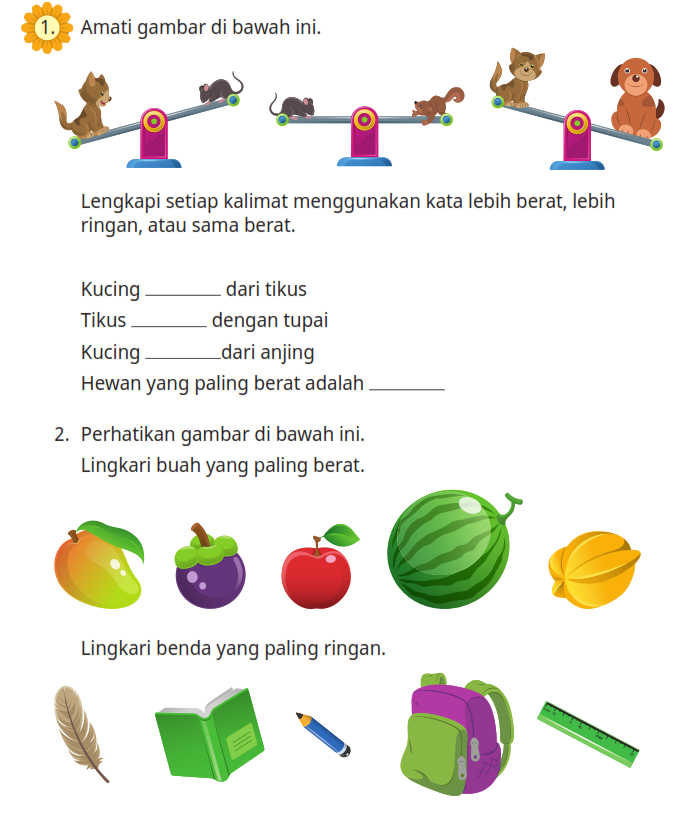 1. Amati gambar di bawah ini.
Lengkapi setiap kalimat menggunakan kata lebih berat, lebih
ringan, atau sama berat.
Kucing ________ dari tikus
Tikus ________ dengan tupai
Kucing ________dari anjing
Hewan yang paling berat adalah ________
2. Perhatikan gambar di bawah ini.
Lingkari buah yang paling berat.
Lingkari benda yang paling ringan.